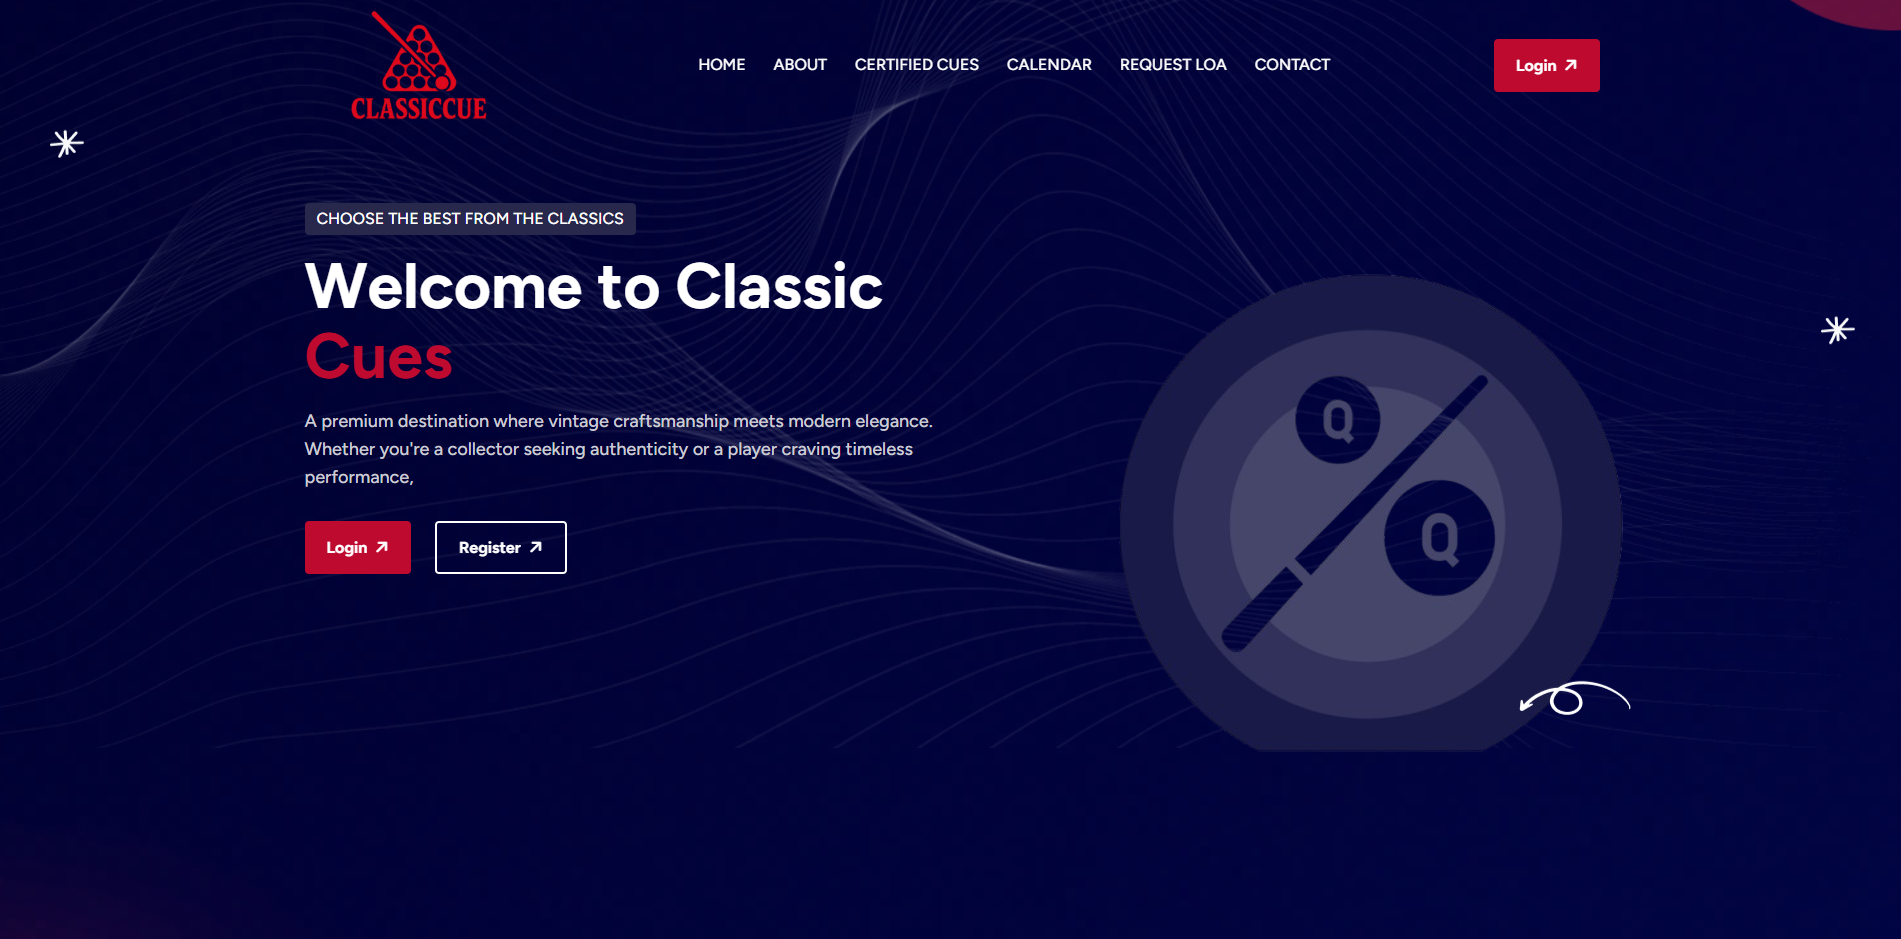 CLASSICCUE
HOME
ABOUT
CERTIFIED CUES
CALENDAR
REQUEST LOA
CONTACT
Login
CHOOSE THE BEST FROM THE CLASSICS
Welcome to Classic
Cues
A premium destination where vintage craftsmanship meets modern elegance.
Whether you're a collector seeking authenticity or a player craving timeless
performance,
Login
Register
Q
Q